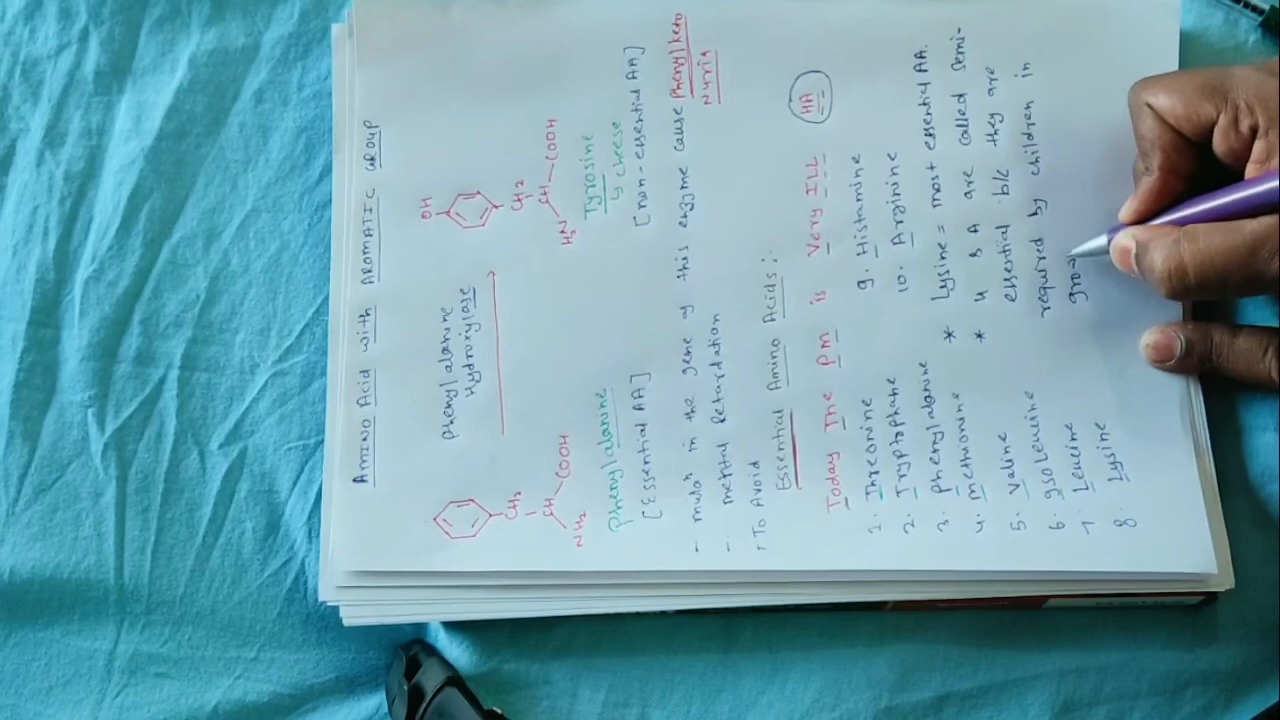 AMINO Acid with AROMATIC GROUP
Phenylalanine
Hydroxylase
OH
CH2
CH—COOH
NH2
CH2
CH—COOH
H2N
Phenylalanine
[Essential AA]
Tyrosine
↳ cheese
[non-essential AA]
- mutn in the gene of this enzyme cause Phenylketo
Nuria
- mental Retardation
+ To Avoid
Essential Amino Acids:-
Today The PM is Very ILL HA
1. Threonine
2. Tryptophane
3. Phenylalanine
4. Methionine
5. Valine
6. Isoleucine
7. Leucine
8. Lysine
9. Histamine
10. Arginine
* Lysine = most essential AA.
* H & A are called semi-
essential b/c they are
required by children in
grow